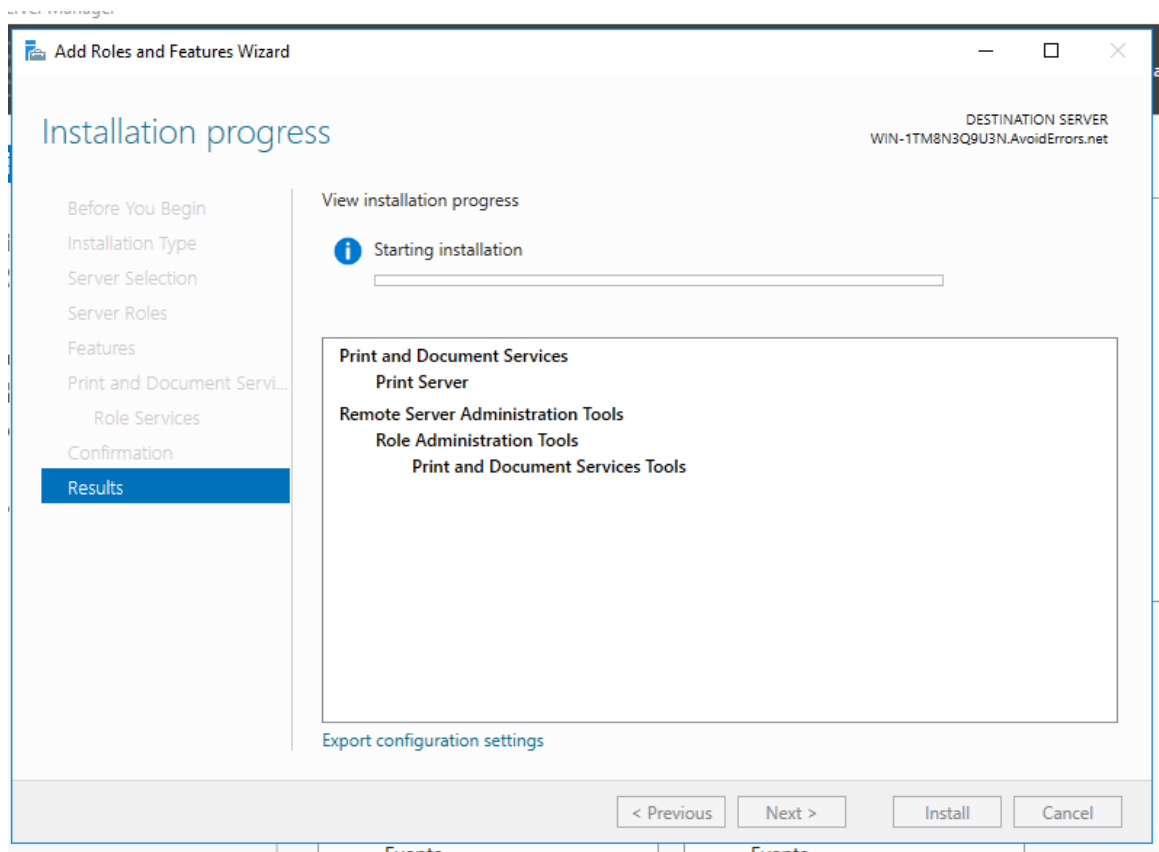 Add Roles and Features Wizard
Installation progress
DESTINATION SERVER
WIN-1TM8N3Q9U3N.AvoidErrors.net
Before You Begin
Installation Type
Server Selection
Server Roles
Features
Print and Document Servi...
Role Services
Confirmation
Results
View installation progress
Starting installation
Print and Document Services
Print Server
Remote Server Administration Tools
Role Administration Tools
Print and Document Services Tools
Export configuration settings
< Previous
Next >
Install
Cancel